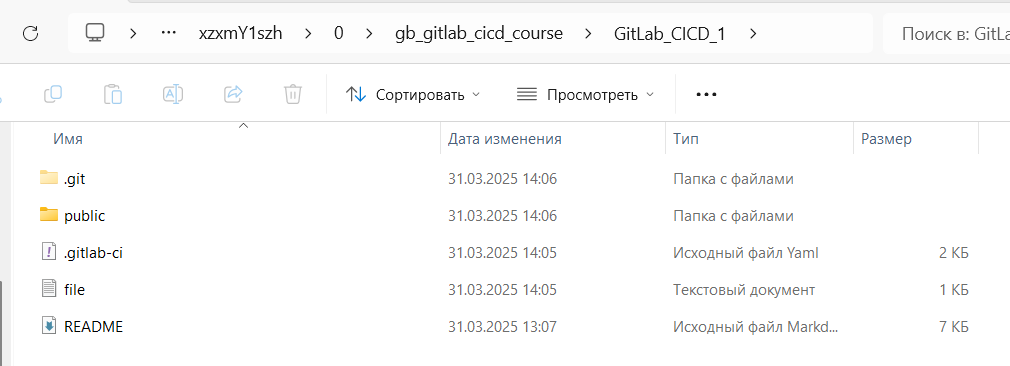 xzxmY1szh > 0 > gb_gitlab_cicd_course > GitLab_CICD_1 > Поиск в: GitLa
Сортировать Просмотреть
Имя Дата изменения Тип Размер
.git 31.03.2025 14:06 Папка с файлами
public 31.03.2025 14:06 Папка с файлами
.gitlab-ci 31.03.2025 14:05 Исходный файл Yaml 2 КБ
file 31.03.2025 14:05 Текстовый документ 1 КБ
README 31.03.2025 13:07 Исходный файл Markd... 7 КБ